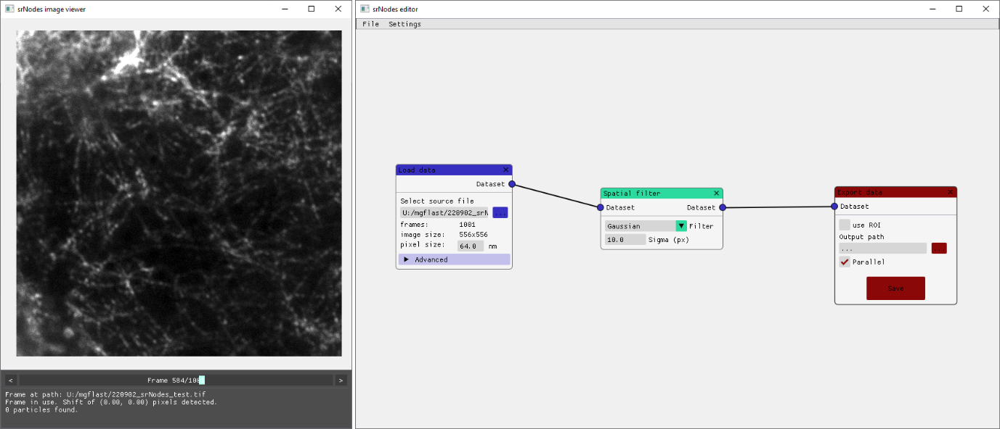 srNodes image viewer
Frame 584/100
Frame at path: U:/mgflast/220902_srNodes_test.tif
Frame in use. Shift of (0.00, 0.00) pixels detected.
0 particles found.
srNodes editor
File Settings
Load data
Dataset
Select source file
U:/mgflast/220902_srN
...
frames: 1001
image size: 556x556
pixel size: 64.0 nm
Advanced
Spatial filter
Dataset Dataset
Gaussian Filter
10.0 Sigma (px)
Export data
Dataset
use ROI
Output path
... ...
Parallel
Save